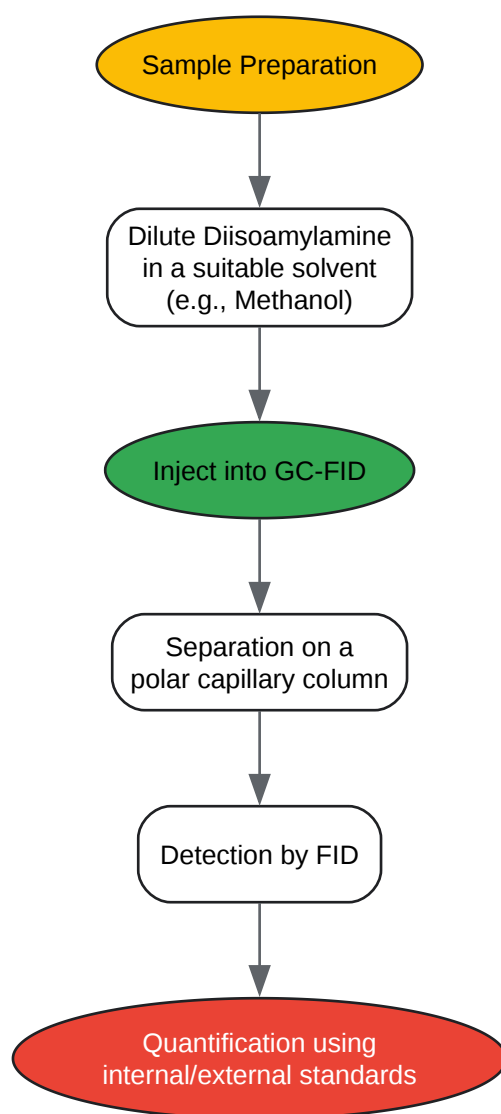 Sample Preparation
Dilute Diisoamylamine
in a suitable solvent
(e.g., Methanol)
Inject into GC-FID
Separation on a
polar capillary column
Detection by FID
Quantification using
internal/external standards